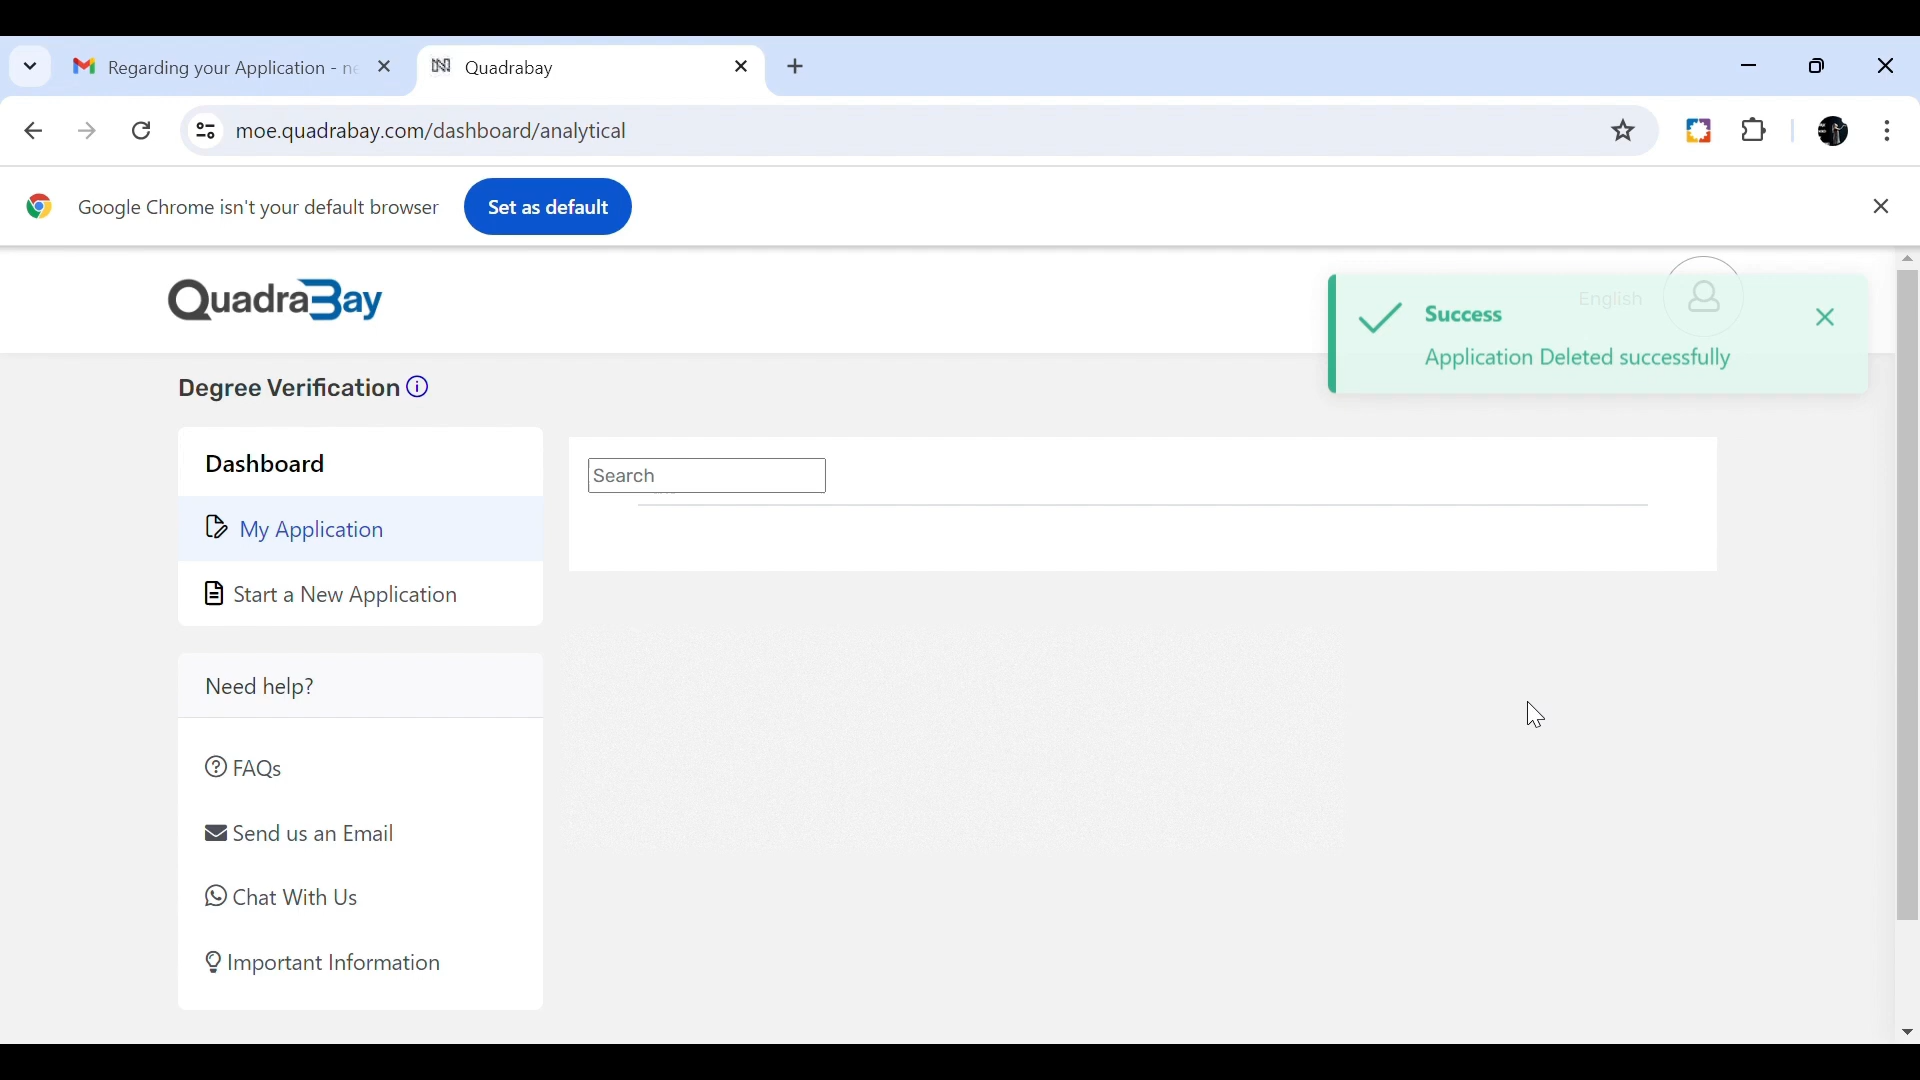 Regarding your Application - ne
Quadrabay
moe.quadrabay.com/dashboard/analytical
Google Chrome isn't your default browser
Set as default
QuadraBay
English
Success
Application Deleted successfully
Degree Verification
Dashboard
My Application
Start a New Application
Search
Need help?
FAQs
Send us an Email
Chat With Us
Important Information